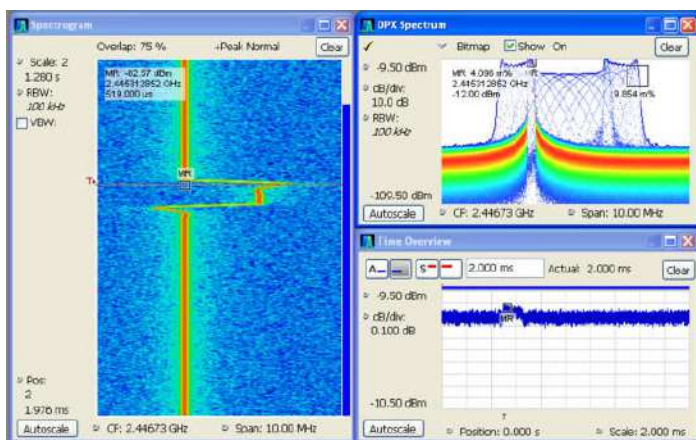 Spectrogram
Overlap: 75 %
+Peak Normal
Clear
Scale: 2
1.280 s
RBW:
100 kHz
VBW:
MR: -62.57 dBm
2.445312852 GHz
519.000 us
MR
T
Pos:
2
1.976 ms
Autoscale
CF: 2.44673 GHz
Span: 10.00 MHz
DPX Spectrum
Bitmap
Show
On
Clear
-9.50 dBm
dB/div:
10.0 dB
RBW:
100 kHz
MR: 4.096 m%
2.445312852 GHz
-12.00 dBm
9.854 m%
-109.50 dBm
Autoscale
CF: 2.44673 GHz
Span: 10.00 MHz
Time Overview
2.000 ms
Actual: 2.000 ms
Clear
-9.50 dBm
dB/div:
0.100 dB
MR
-10.50 dBm
T
Autoscale
Position: 0.000 s
Scale: 2.000 ms